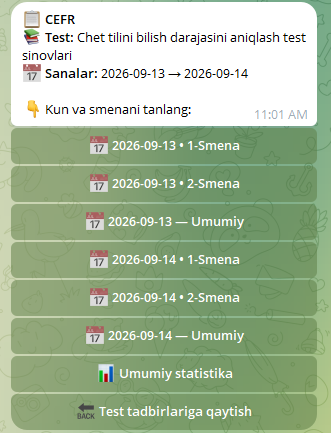 📋 CEFR
📚 Test: Chet tilini bilish darajasini aniqlash test
sinovlari
📅 Sanalar: 2026-09-13 → 2026-09-14
👇 Kun va smenani tanlang:
11:01 AM
📅 2026-09-13 • 1-Smena
📅 2026-09-13 • 2-Smena
📅 2026-09-13 — Umumiy
📅 2026-09-14 • 1-Smena
📅 2026-09-14 • 2-Smena
📅 2026-09-14 — Umumiy
📊 Umumiy statistika
🔙 Test tadbirlariga qaytish